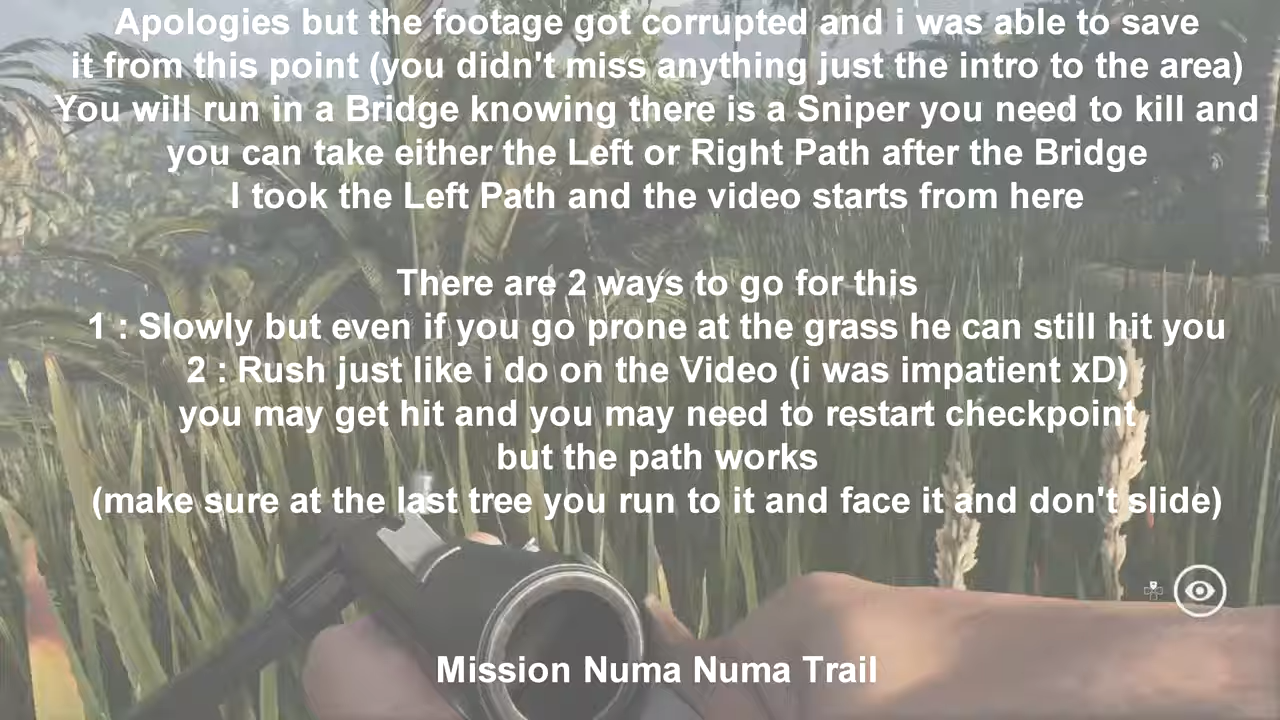 Apologies but the footage got corrupted and i was able to save
it from this point (you didn't miss anything just the intro to the area)
You will run in a Bridge knowing there is a Sniper you need to kill and
you can take either the Left or Right Path after the Bridge
I took the Left Path and the video starts from here
There are 2 ways to go for this
1 : Slowly but even if you go prone at the grass he can still hit you
2 : Rush just like i do on the Video (i was impatient xD)
you may get hit and you may need to restart checkpoint
but the path works
(make sure at the last tree you run to it and face it and don't slide)
Mission Numa Numa Trail